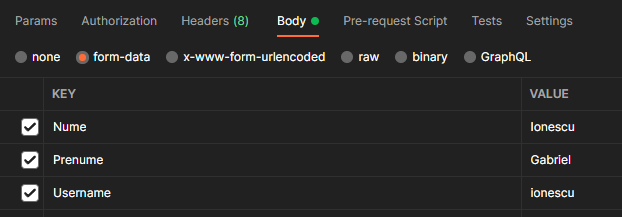 Params Authorization Headers (8) Body Pre-request Script Tests Settings
none form-data x-www-form-urlencoded raw binary GraphQL
KEY VALUE
Nume Ionescu
Prenume Gabriel
Username ionescu